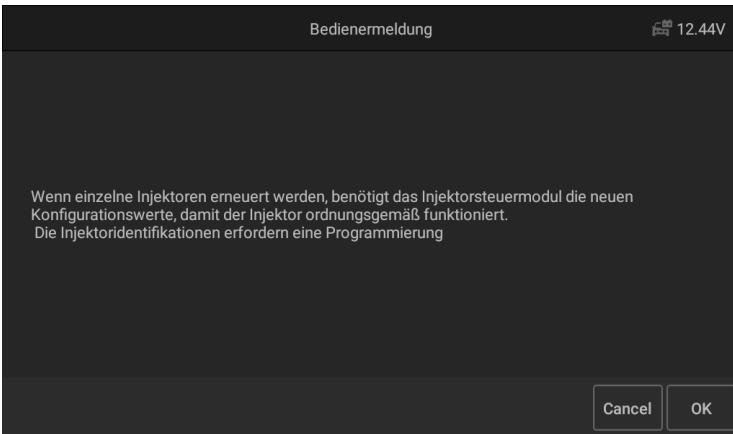 Bedienermeldung
12.44V
Wenn einzelne Injektoren erneuert werden, benötigt das Injektorsteuermodul die neuen
Konfigurationswerte, damit der Injektor ordnungsgemäß funktioniert.
Die Injektoridentifikationen erfordern eine Programmierung
Cancel
OK